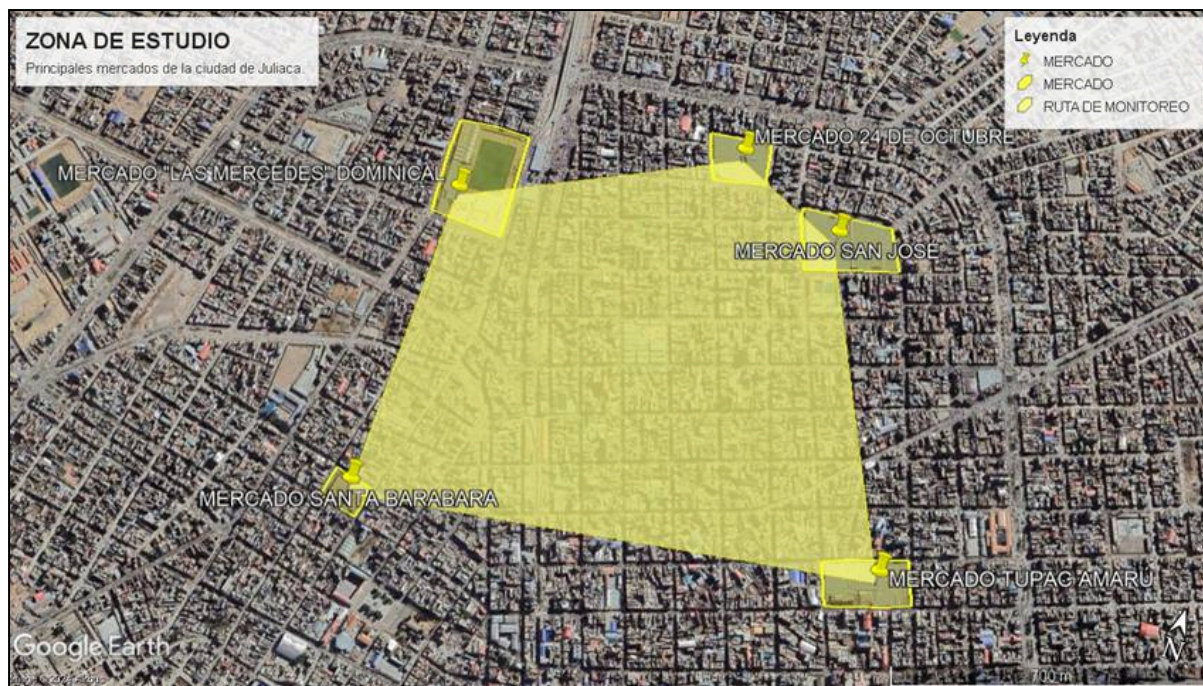 ZONA DE ESTUDIO
Principales mercados de la ciudad de Juliaca.
Leyenda
MERCADO
MERCADO
RUTA DE MONITOREO
MERCADO 24 DE OCTUBRE
MERCADO "LAS MERCEDES" DOMINICAL
MERCADO SAN JOSE
MERCADO SANTA BARABARA
MERCADO TUPAC AMARU
Google Earth
N
700 m